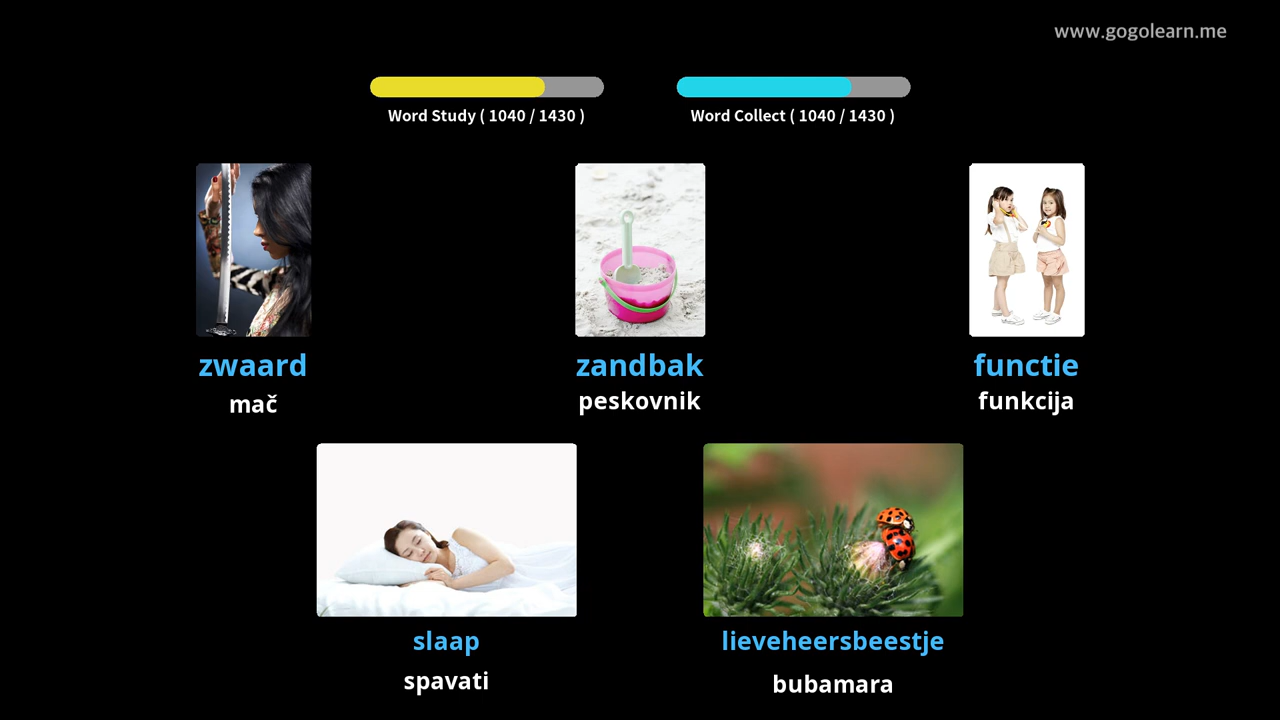 www.gogolearn.me
Word Study ( 1040 / 1430 )
Word Collect ( 1040 / 1430 )
zwaard
mač
zandbak
peskovnik
functie
funkcija
slaap
spavati
lieveheersbeestje
bubamara